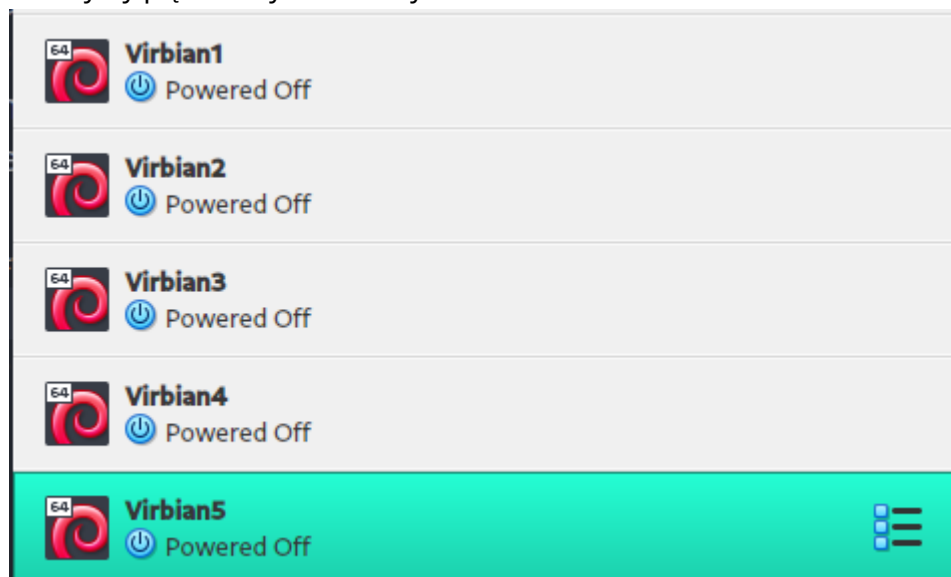 64
Virbian1
Powered Off
64
Virbian2
Powered Off
64
Virbian3
Powered Off
64
Virbian4
Powered Off
64
Virbian5
Powered Off